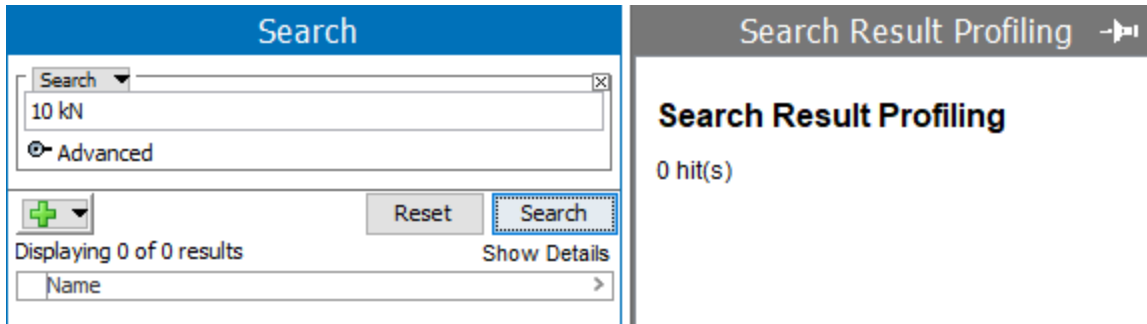 Search
Search
10 kN
Advanced
Reset Search
Displaying 0 of 0 results Show Details
Name
Search Result Profiling
Search Result Profiling
0 hit(s)